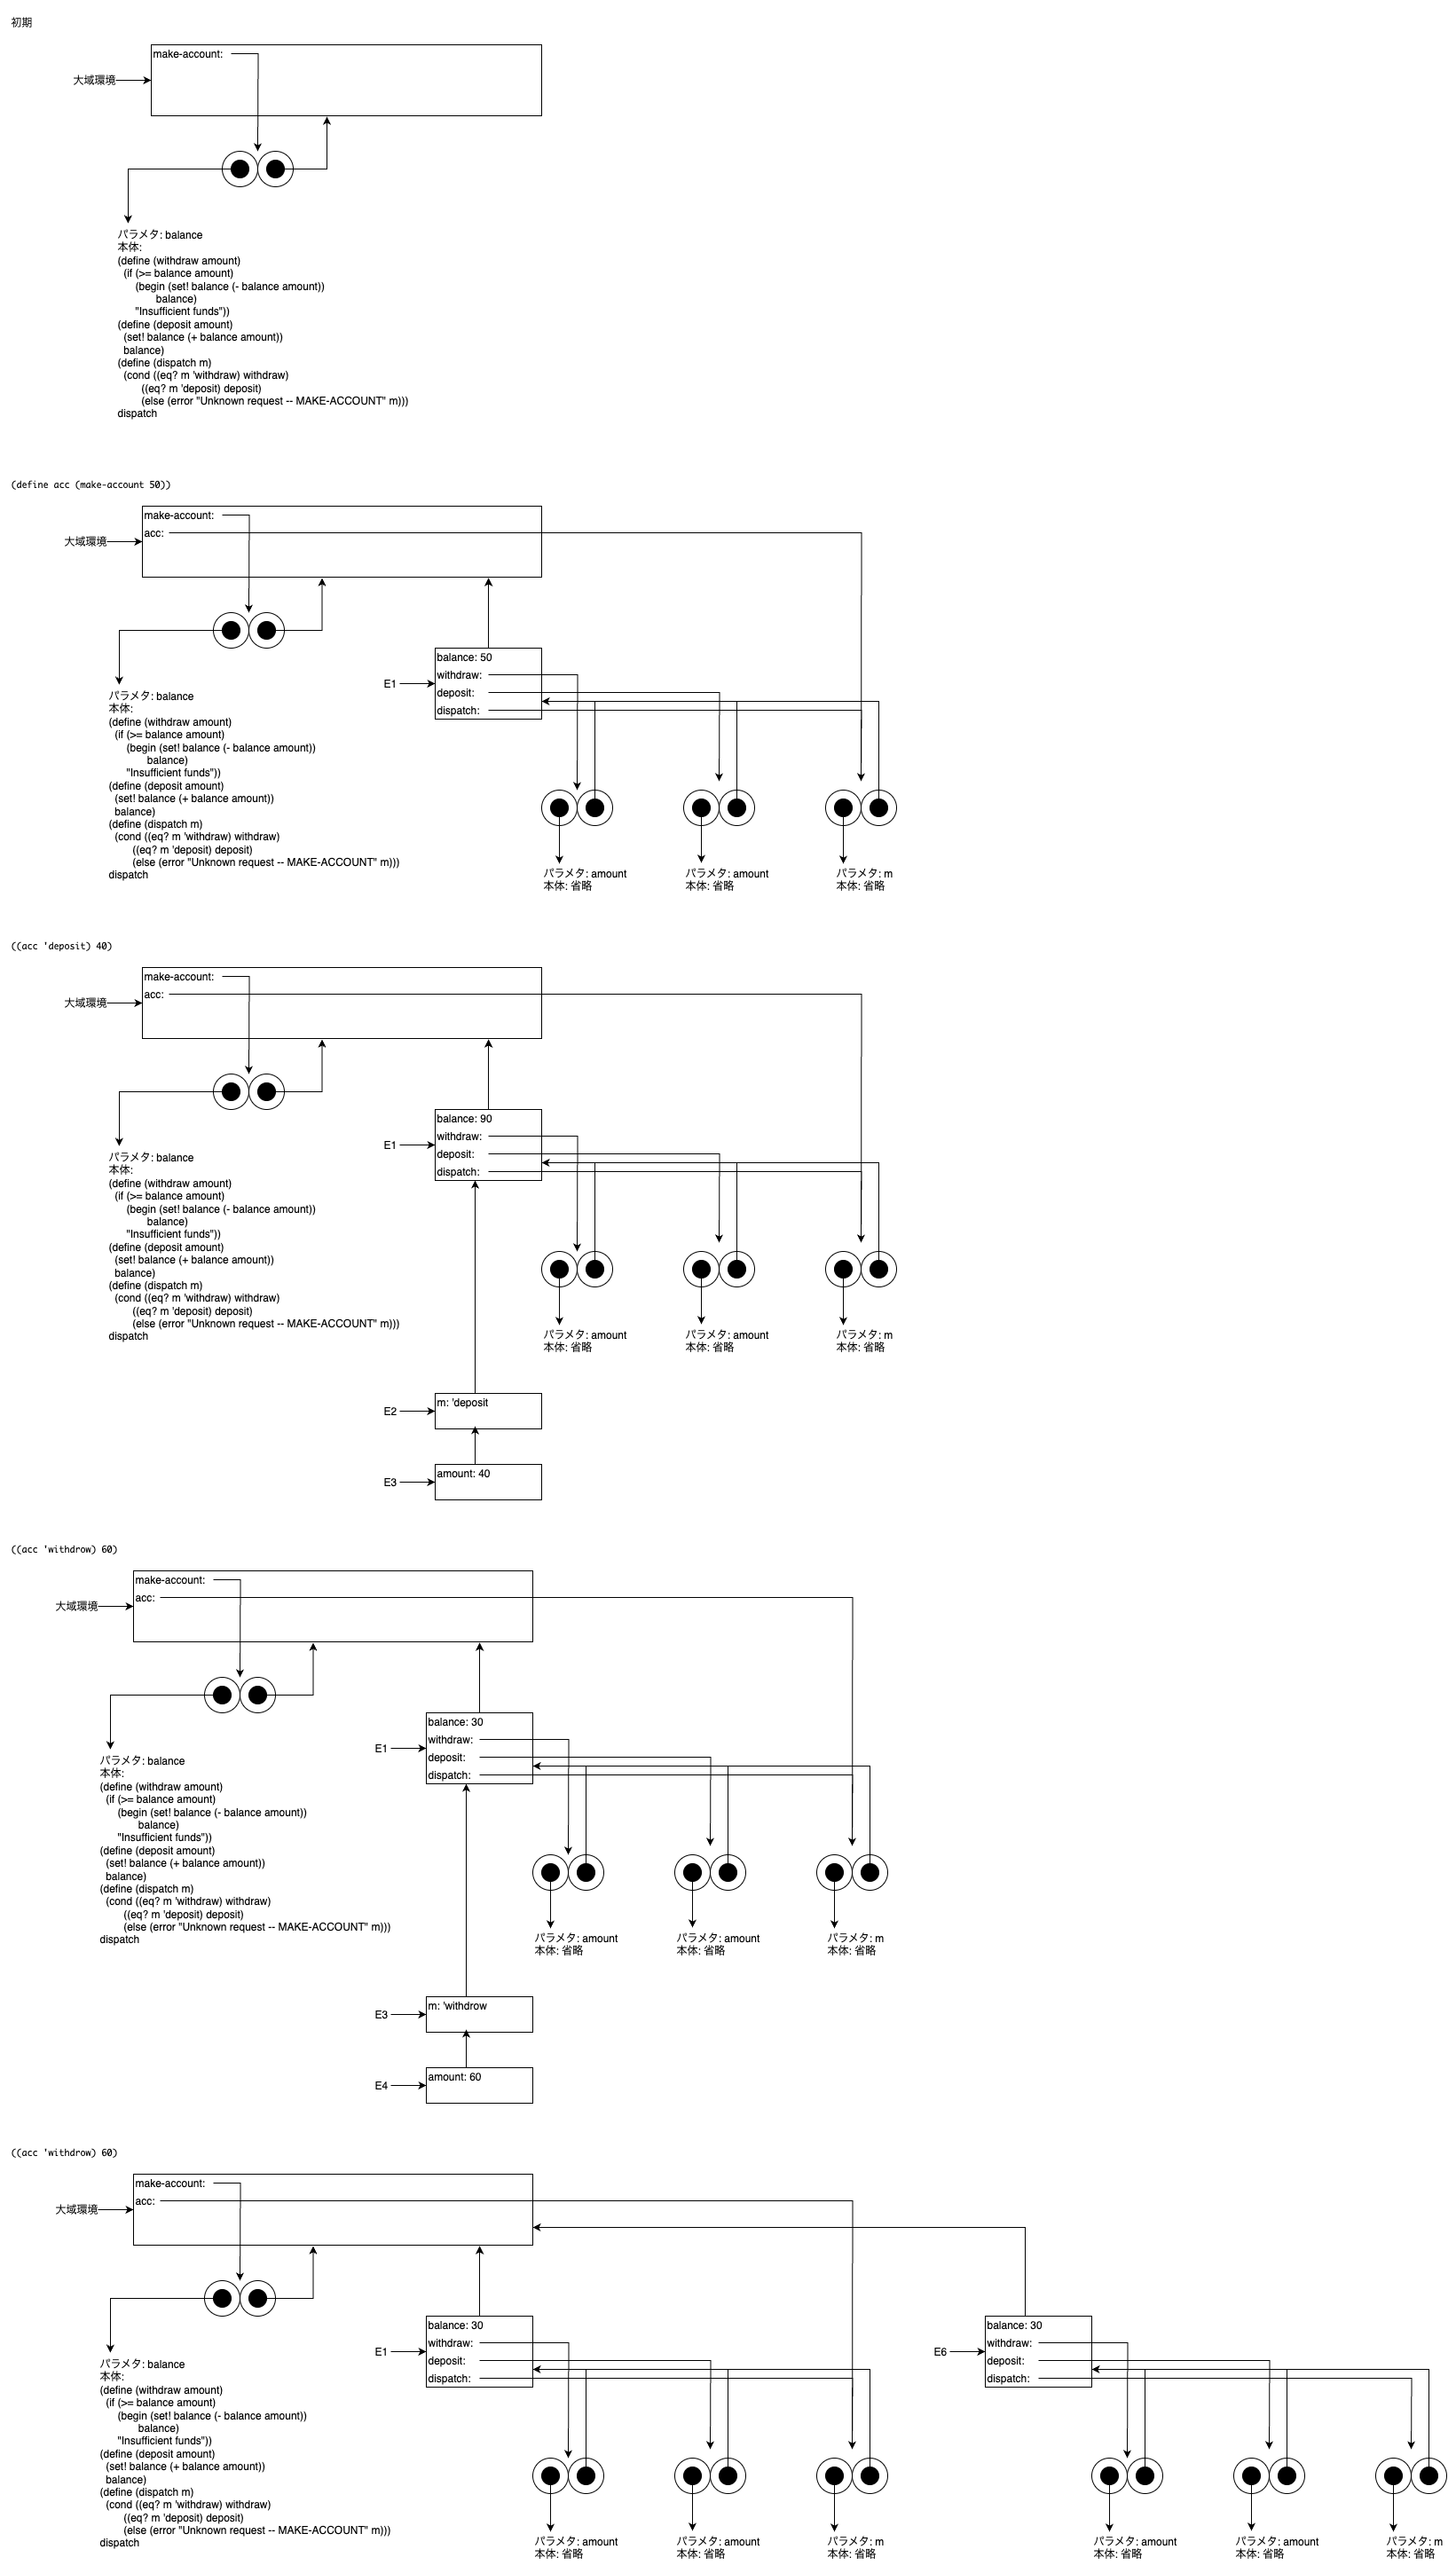 初期
make-account:
大域環境
パラメタ: balance
本体:
(define (withdraw amount)
(if (>= balance amount)
(begin (set! balance (- balance amount))
balance)
"Insufficient funds"))
(define (deposit amount)
(set! balance (+ balance amount))
balance)
(define (dispatch m)
(cond ((eq? m 'withdraw) withdraw)
((eq? m 'deposit) deposit)
(else (error "Unknown request -- MAKE-ACCOUNT" m)))
dispatch
(define acc (make-account 50))
make-account:
acc:
大域環境
balance: 50
withdraw:
E1
deposit:
dispatch:
パラメタ: balance
本体:
(define (withdraw amount)
(if (>= balance amount)
(begin (set! balance (- balance amount))
balance)
"Insufficient funds"))
(define (deposit amount)
(set! balance (+ balance amount))
balance)
(define (dispatch m)
(cond ((eq? m 'withdraw) withdraw)
((eq? m 'deposit) deposit)
(else (error "Unknown request -- MAKE-ACCOUNT" m)))
dispatch
パラメタ: amount
本体: 省略
パラメタ: amount
本体: 省略
パラメタ: m
本体: 省略
((acc 'deposit) 40)
make-account:
acc:
大域環境
balance: 90
withdraw:
E1
deposit:
dispatch:
パラメタ: balance
本体:
(define (withdraw amount)
(if (>= balance amount)
(begin (set! balance (- balance amount))
balance)
"Insufficient funds"))
(define (deposit amount)
(set! balance (+ balance amount))
balance)
(define (dispatch m)
(cond ((eq? m 'withdraw) withdraw)
((eq? m 'deposit) deposit)
(else (error "Unknown request -- MAKE-ACCOUNT" m)))
dispatch
パラメタ: amount
本体: 省略
パラメタ: amount
本体: 省略
パラメタ: m
本体: 省略
m: 'deposit
E2
amount: 40
E3
((acc 'withdrow) 60)
make-account:
acc:
大域環境
balance: 30
withdraw:
E1
deposit:
dispatch:
パラメタ: balance
本体:
(define (withdraw amount)
(if (>= balance amount)
(begin (set! balance (- balance amount))
balance)
"Insufficient funds"))
(define (deposit amount)
(set! balance (+ balance amount))
balance)
(define (dispatch m)
(cond ((eq? m 'withdraw) withdraw)
((eq? m 'deposit) deposit)
(else (error "Unknown request -- MAKE-ACCOUNT" m)))
dispatch
パラメタ: amount
本体: 省略
パラメタ: amount
本体: 省略
パラメタ: m
本体: 省略
m: 'withdrow
E3
amount: 60
E4
((acc 'withdrow) 60)
make-account:
acc:
大域環境
balance: 30
withdraw:
E1
deposit:
dispatch:
balance: 30
withdraw:
E6
deposit:
dispatch:
パラメタ: balance
本体:
(define (withdraw amount)
(if (>= balance amount)
(begin (set! balance (- balance amount))
balance)
"Insufficient funds"))
(define (deposit amount)
(set! balance (+ balance amount))
balance)
(define (dispatch m)
(cond ((eq? m 'withdraw) withdraw)
((eq? m 'deposit) deposit)
(else (error "Unknown request -- MAKE-ACCOUNT" m)))
dispatch
パラメタ: amount
本体: 省略
パラメタ: amount
本体: 省略
パラメタ: m
本体: 省略
パラメタ: amount
本体: 省略
パラメタ: amount
本体: 省略
パラメタ: m
本体: 省略